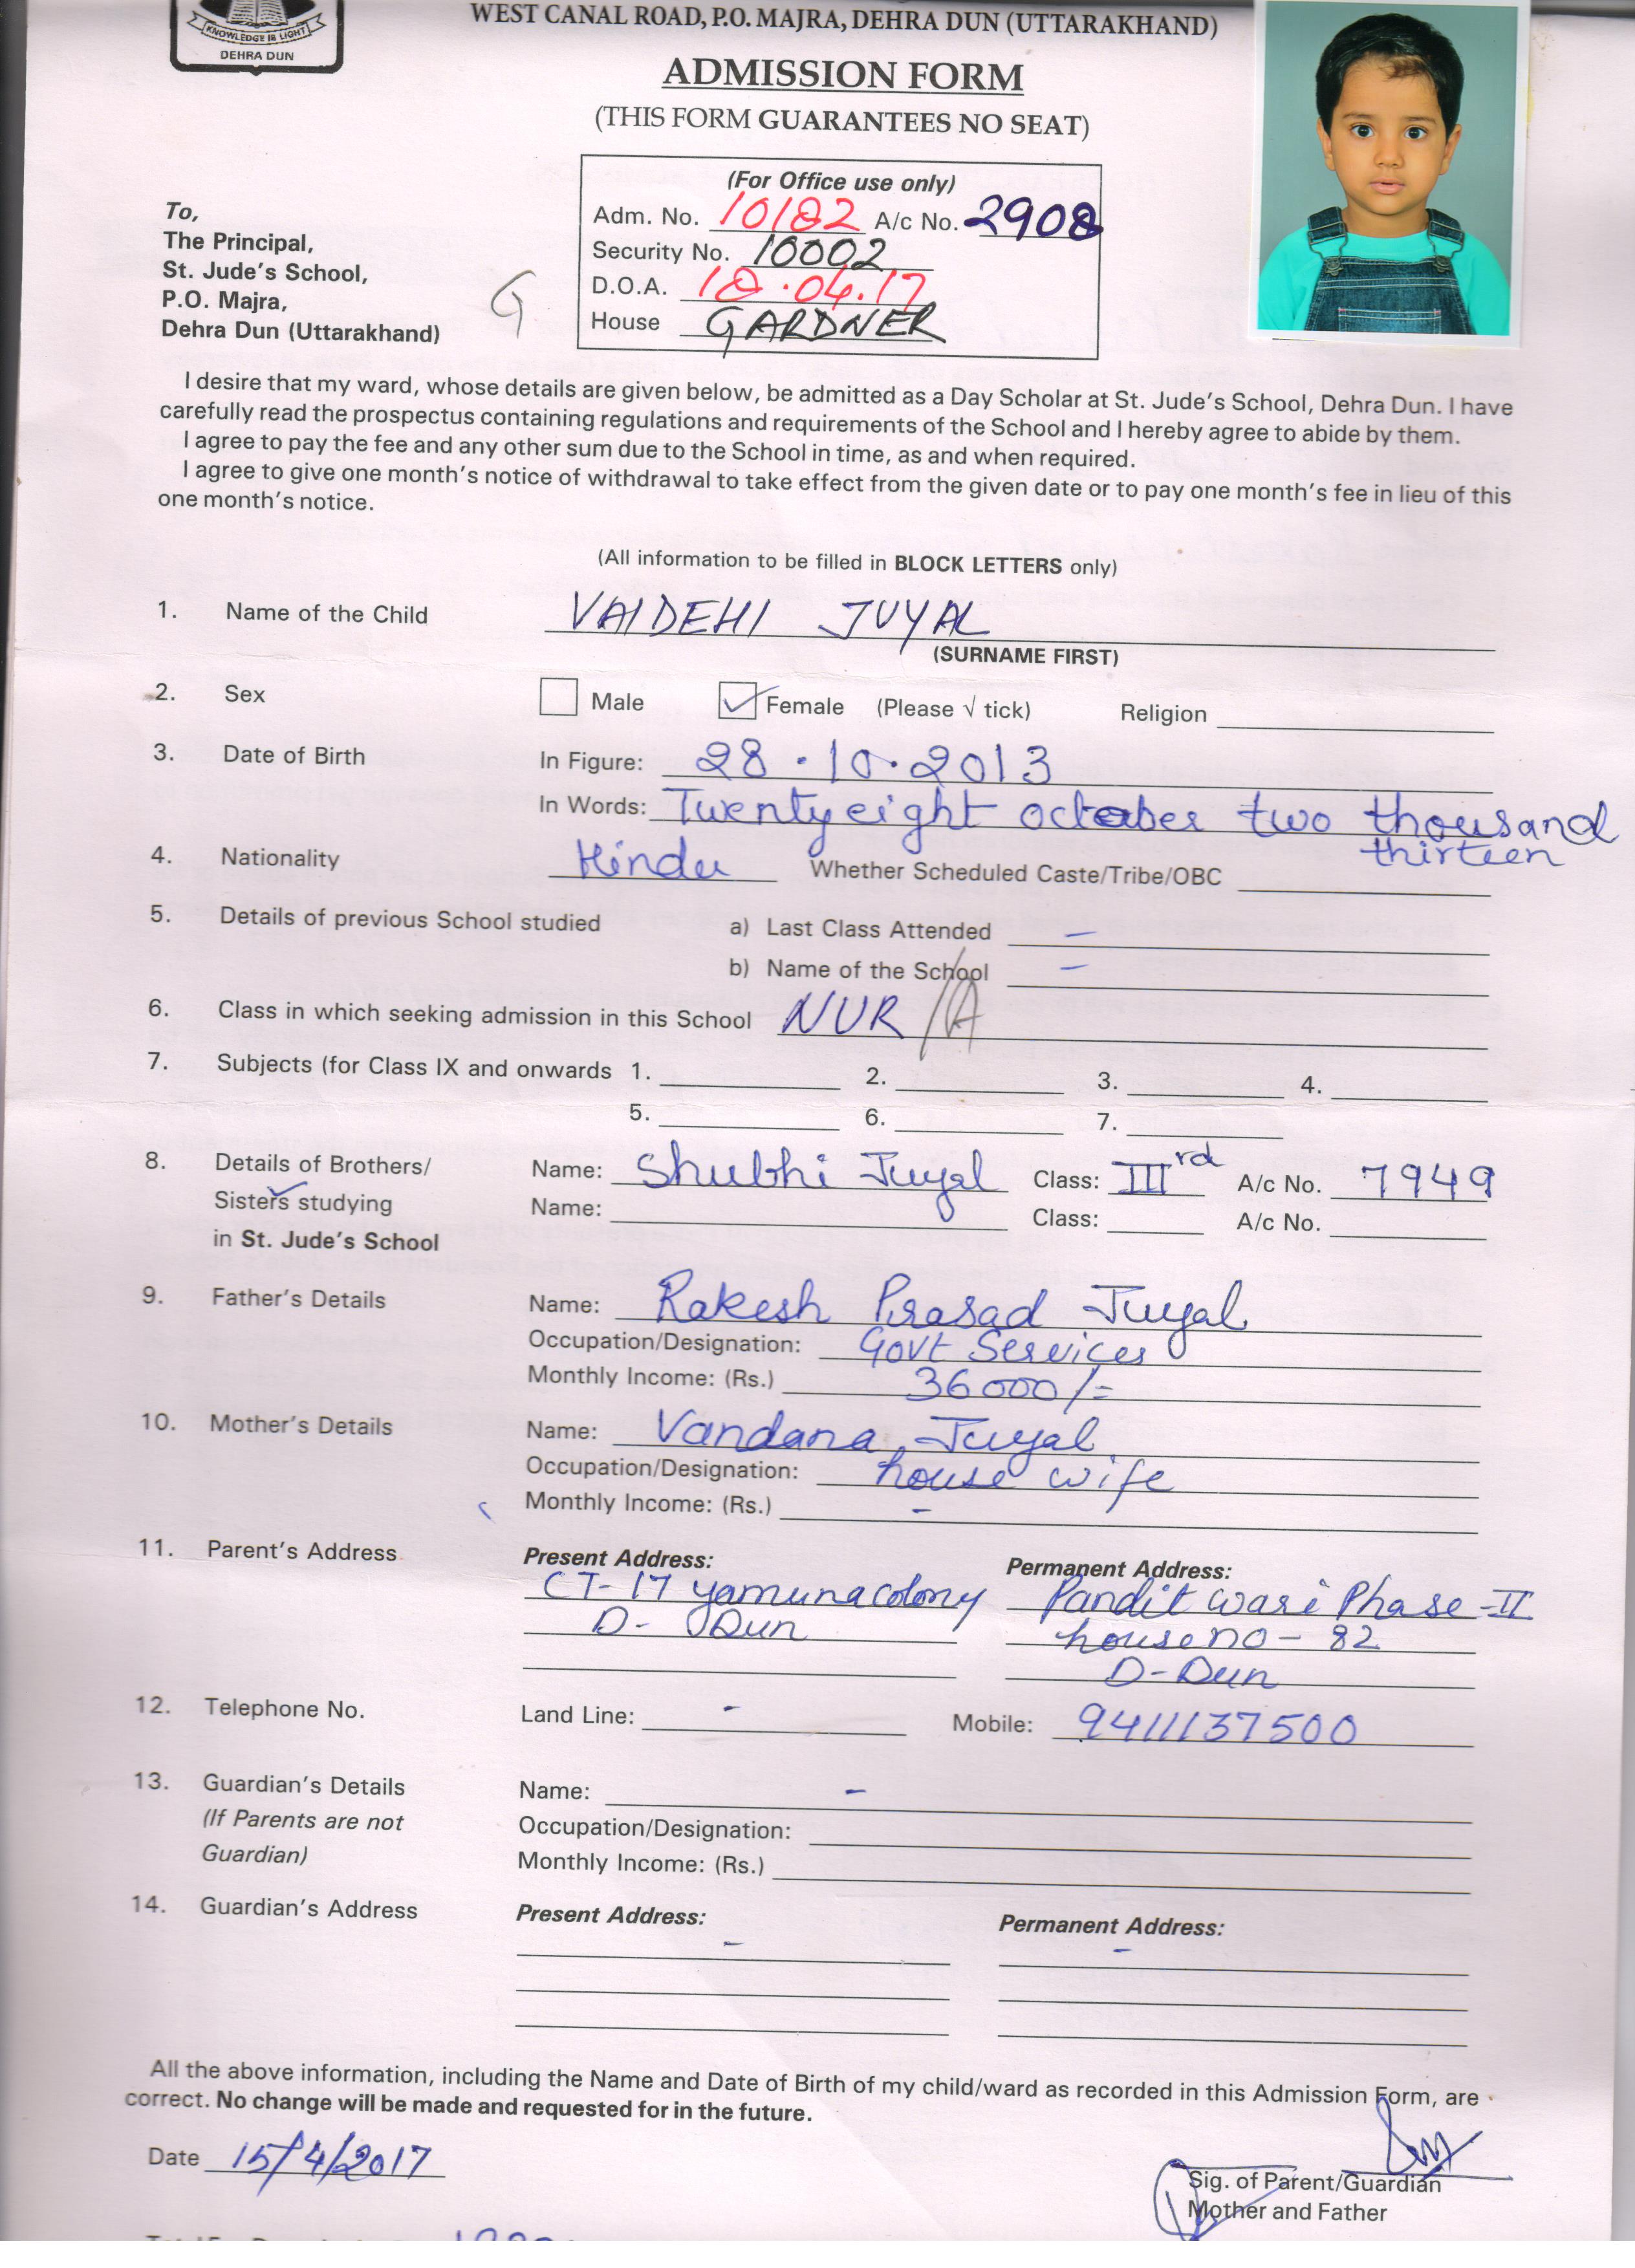 KNOWLEDGE IS LIGHT
DEHRA DUN
WEST CANAL ROAD, P.O. MAJRA, DEHRA DUN (UTTARAKHAND)
ADMISSION FORM
(THIS FORM GUARANTEES NO SEAT)
(For Office use only)
Adm. No. 10182 A/c No. 2908
Security No. 10002
D.O.A. 18.04.17
House GARDNER
To,
The Principal,
St. Jude's School,
P.O. Majra,
Dehra Dun (Uttarakhand)
G
I desire that my ward, whose details are given below, be admitted as a Day Scholar at St. Jude's School, Dehra Dun. I have
carefully read the prospectus containing regulations and requirements of the School and I hereby agree to abide by them.
I agree to pay the fee and any other sum due to the School in time, as and when required.
I agree to give one month's notice of withdrawal to take effect from the given date or to pay one month's fee in lieu of this
one month's notice.
(All information to be filled in BLOCK LETTERS only)
1. Name of the Child VAIDEHI JUYAL
(SURNAME FIRST)
2. Sex Male Female (Please √ tick) Religion
3. Date of Birth In Figure: 28.10.2013
In Words: Twenty eight october two thousand
thirteen
4. Nationality Hindu Whether Scheduled Caste/Tribe/OBC
5. Details of previous School studied a) Last Class Attended -
b) Name of the School -
6. Class in which seeking admission in this School NUR /A
7. Subjects (for Class IX and onwards 1. 2. 3. 4.
5. 6. 7.
8. Details of Brothers/ Name: Shubhi Juyal Class: IIIrd A/c No. 7949
Sisters studying Name: Class: A/c No.
in St. Jude's School
9. Father's Details Name: Rakesh Prasad Juyal
Occupation/Designation: Govt Services
Monthly Income: (Rs.) 36000/=
10. Mother's Details Name: Vandana Juyal
Occupation/Designation: house wife
Monthly Income: (Rs.) -
11. Parent's Address Present Address: Permanent Address:
CT-17 yamuna colony Pandit wari Phase-II
D-Dun house no - 82
D-Dun
12. Telephone No. Land Line: - Mobile: 9411137500
13. Guardian's Details Name: -
(If Parents are not Occupation/Designation:
Guardian) Monthly Income: (Rs.)
14. Guardian's Address Present Address: Permanent Address:
- -
All the above information, including the Name and Date of Birth of my child/ward as recorded in this Admission Form, are
correct. No change will be made and requested for in the future.
Date 15/4/2017
Sig. of Parent/Guardian
Mother and Father